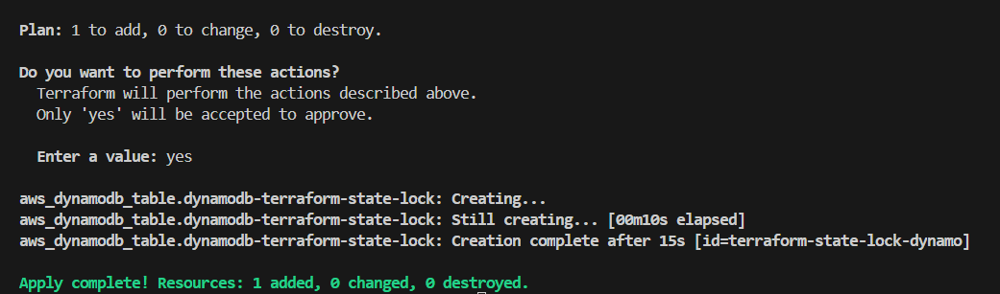 Plan: 1 to add, 0 to change, 0 to destroy.
Do you want to perform these actions?
Terraform will perform the actions described above.
Only 'yes' will be accepted to approve.
Enter a value: yes
aws_dynamodb_table.dynamodb-terraform-state-lock: Creating...
aws_dynamodb_table.dynamodb-terraform-state-lock: Still creating... [00m10s elapsed]
aws_dynamodb_table.dynamodb-terraform-state-lock: Creation complete after 15s [id=terraform-state-lock-dynamo]
Apply complete! Resources: 1 added, 0 changed, 0 destroyed.